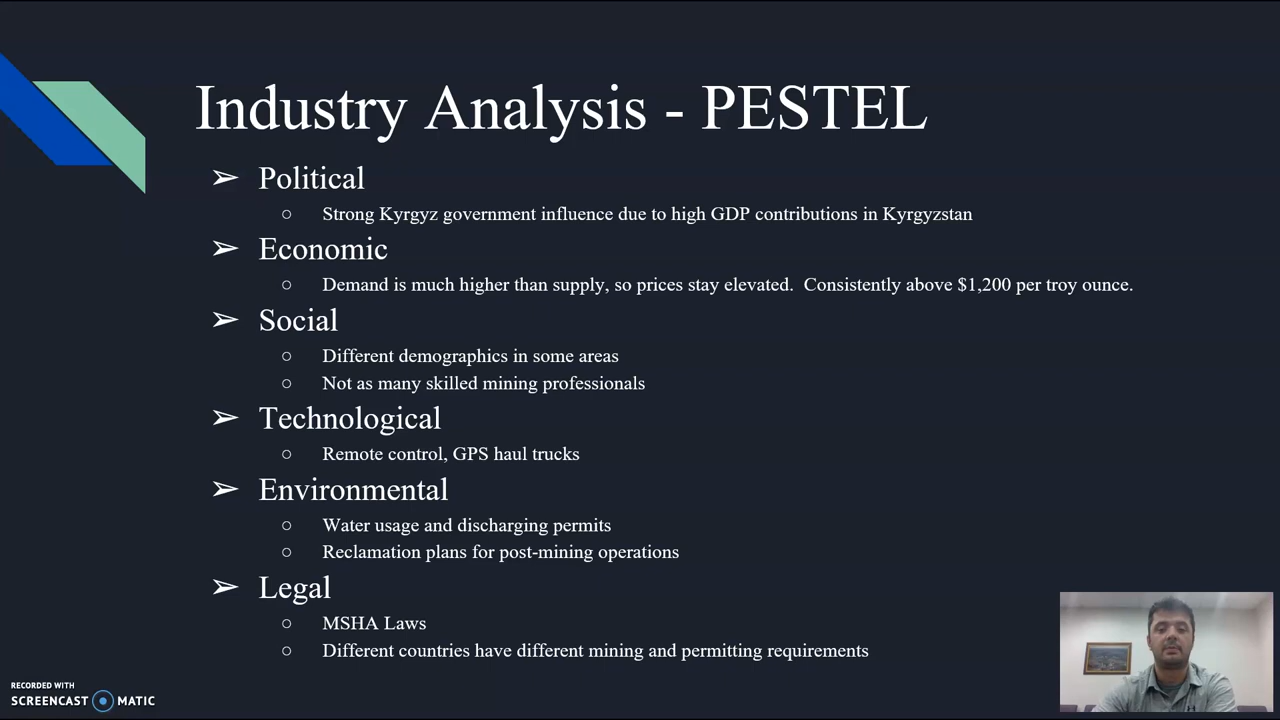 Industry Analysis - PESTEL
➢ Political
○ Strong Kyrgyz government influence due to high GDP contributions in Kyrgyzstan
➢ Economic
○ Demand is much higher than supply, so prices stay elevated.  Consistently above $1,200 per troy ounce.
➢ Social
○ Different demographics in some areas
○ Not as many skilled mining professionals
➢ Technological
○ Remote control, GPS haul trucks
➢ Environmental
○ Water usage and discharging permits
○ Reclamation plans for post-mining operations
➢ Legal
○ MSHA Laws
○ Different countries have different mining and permitting requirements
RECORDED WITH
SCREENCAST MATIC